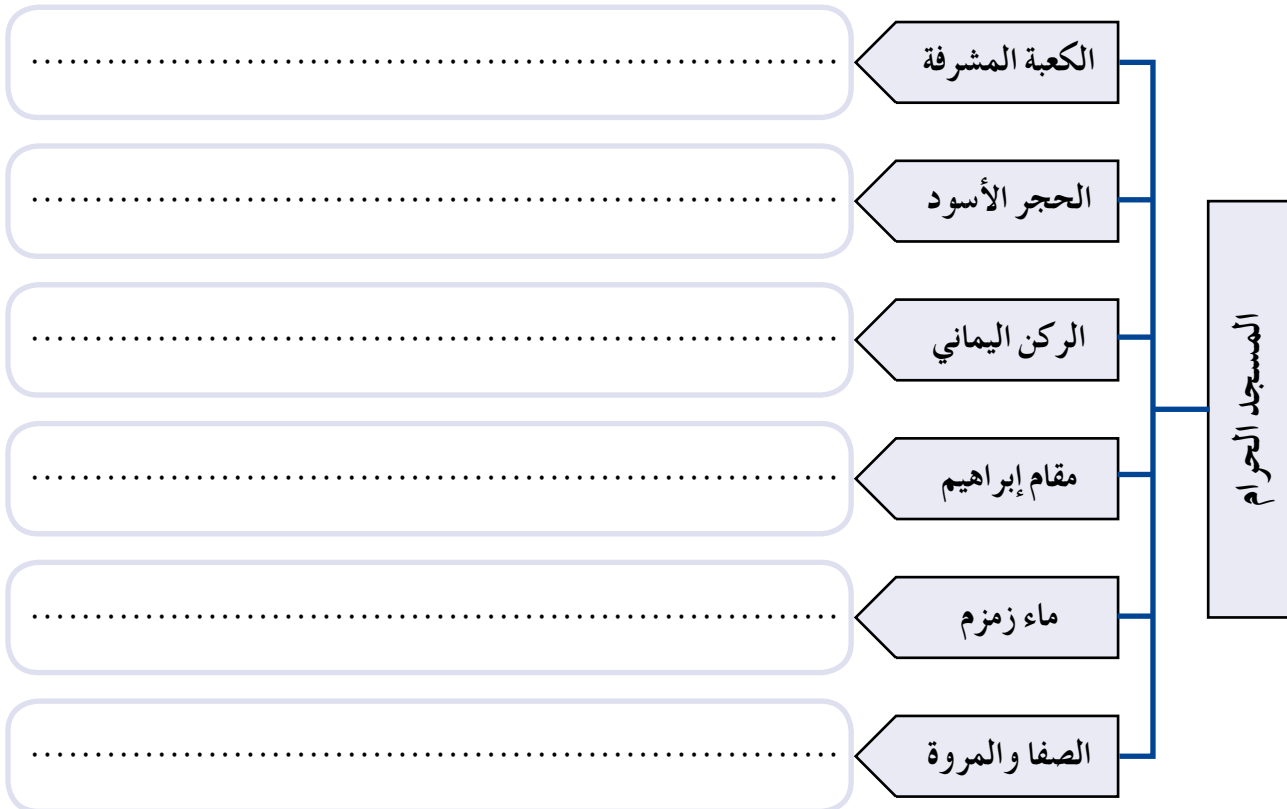 المسجد الحرام
الكعبة المشرفة
................................................................
الحجر الأسود
................................................................
الركن اليماني
................................................................
مقام إبراهيم
................................................................
ماء زمزم
................................................................
الصفا والمروة
................................................................